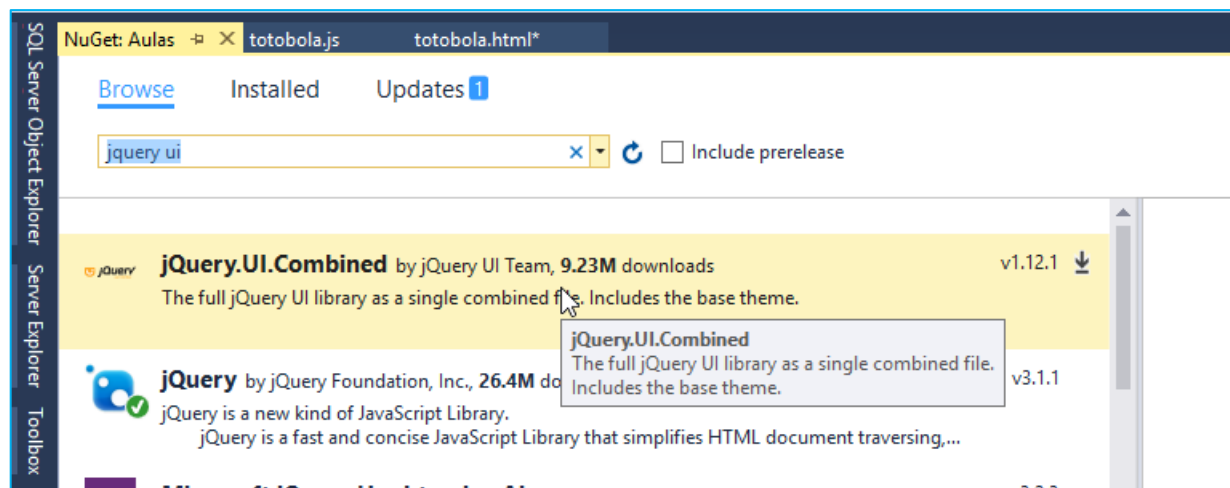 SQL Server Object Explorer
Server Explorer
Toolbox
NuGet: Aulas
totobola.js
totobola.html*
Browse
Installed
Updates 1
jquery ui
Include prerelease
jQuery
jQuery.UI.Combined by jQuery UI Team, 9.23M downloads
v1.12.1
The full jQuery UI library as a single combined file. Includes the base theme.
jQuery.UI.Combined
The full jQuery UI library as a single combined file.
Includes the base theme.
jQuery by jQuery Foundation, Inc., 26.4M do
v3.1.1
jQuery is a new kind of JavaScript Library.
jQuery is a fast and concise JavaScript Library that simplifies HTML document traversing,...